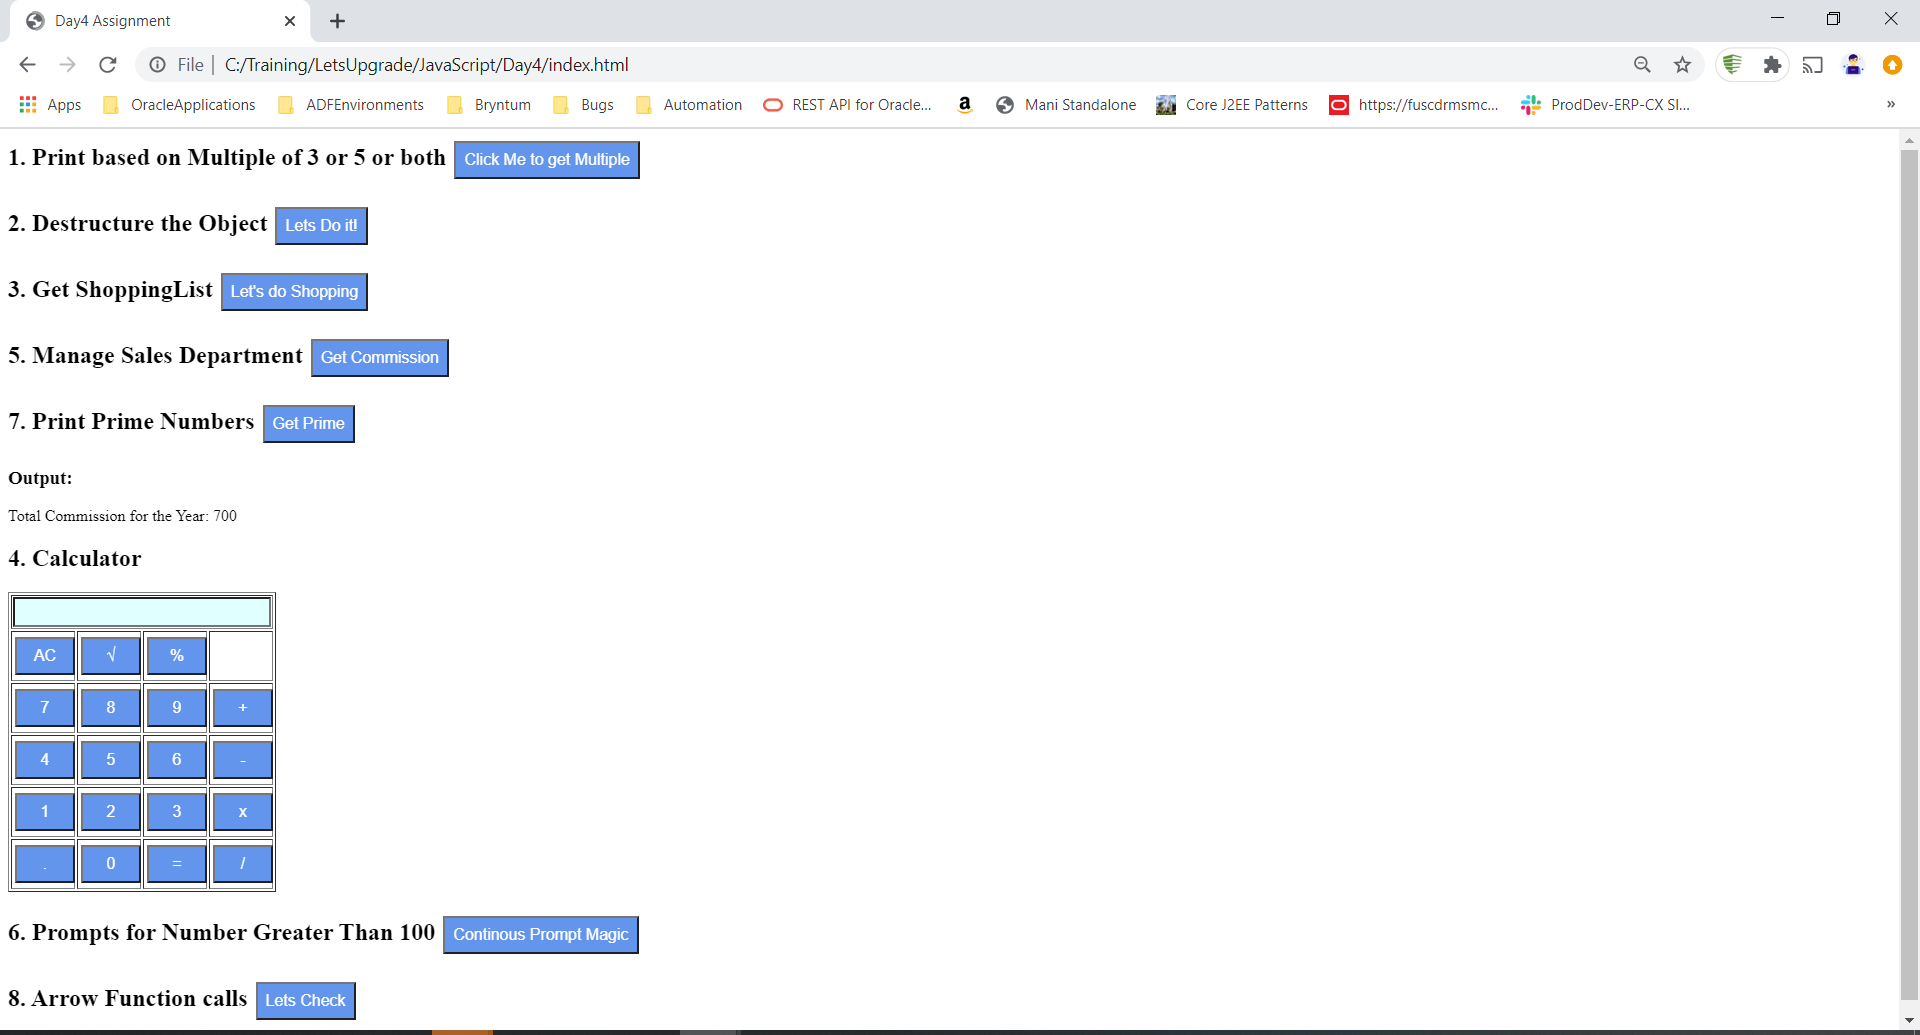 Day4 Assignment
File | C:/Training/LetsUpgrade/JavaScript/Day4/index.html
Apps OracleApplications ADFEnvironments Bryntum Bugs Automation REST API for Oracle... a Mani Standalone Core J2EE Patterns https://fuscdrmsmc... ProdDev-ERP-CX SI... »
1. Print based on Multiple of 3 or 5 or both Click Me to get Multiple
2. Destructure the Object Lets Do it!
3. Get ShoppingList Let's do Shopping
5. Manage Sales Department Get Commission
7. Print Prime Numbers Get Prime
Output:
Total Commission for the Year: 700
4. Calculator
AC √ %
7 8 9 +
4 5 6 -
1 2 3 x
. 0 = /
6. Prompts for Number Greater Than 100 Continous Prompt Magic
8. Arrow Function calls Lets Check